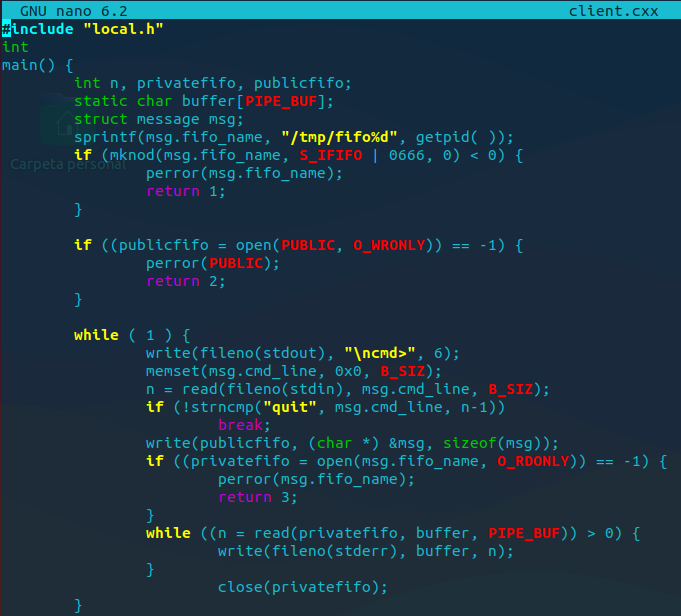 GNU nano 6.2 client.cxx
#include "local.h"
int
main() {
        int n, privatefifo, publicfifo;
        static char buffer[PIPE_BUF];
        struct message msg;
        sprintf(msg.fifo_name, "/tmp/fifo%d", getpid( ));
        if (mknod(msg.fifo_name, S_IFIFO | 0666, 0) < 0) {
Carpeta personal
                perror(msg.fifo_name);
                return 1;
        }
        if ((publicfifo = open(PUBLIC, O_WRONLY)) == -1) {
                perror(PUBLIC);
                return 2;
        }
        while ( 1 ) {
                write(fileno(stdout), "\ncmd>", 6);
                memset(msg.cmd_line, 0x0, B_SIZ);
                n = read(fileno(stdin), msg.cmd_line, B_SIZ);
                if (!strncmp("quit", msg.cmd_line, n-1))
                        break;
                write(publicfifo, (char *) &msg, sizeof(msg));
                if ((privatefifo = open(msg.fifo_name, O_RDONLY)) == -1) {
                        perror(msg.fifo_name);
                        return 3;
                }
                while ((n = read(privatefifo, buffer, PIPE_BUF)) > 0) {
                        write(fileno(stderr), buffer, n);
                }
                        close(privatefifo);
        }